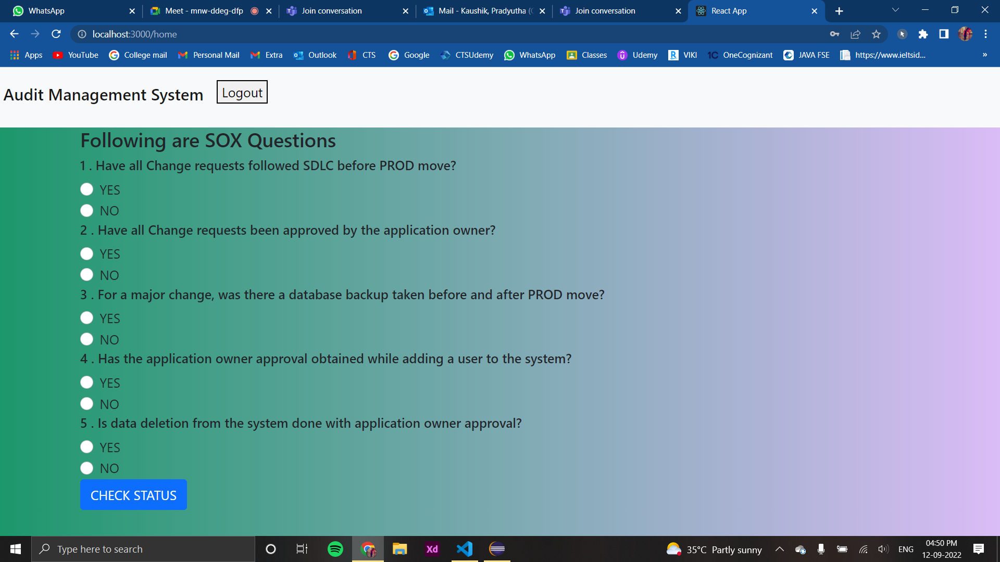 WhatsApp
Meet - mnw-ddeg-dfp
Join conversation
Mail - Kaushik, Pradyutha (
Join conversation
React App
localhost:3000/home
Apps
YouTube
College mail
Personal Mail
Extra
Outlook
CTS
Google
CTSUdemy
WhatsApp
Classes
Udemy
VIKI
OneCognizant
JAVA FSE
https://www.ieltsid...
»
Audit Management System
Logout
Following are SOX Questions
1 . Have all Change requests followed SDLC before PROD move?
YES
NO
2 . Have all Change requests been approved by the application owner?
YES
NO
3 . For a major change, was there a database backup taken before and after PROD move?
YES
NO
4 . Has the application owner approval obtained while adding a user to the system?
YES
NO
5 . Is data deletion from the system done with application owner approval?
YES
NO
CHECK STATUS
Type here to search
Xd
35°C Partly sunny
ENG
04:50 PM
12-09-2022